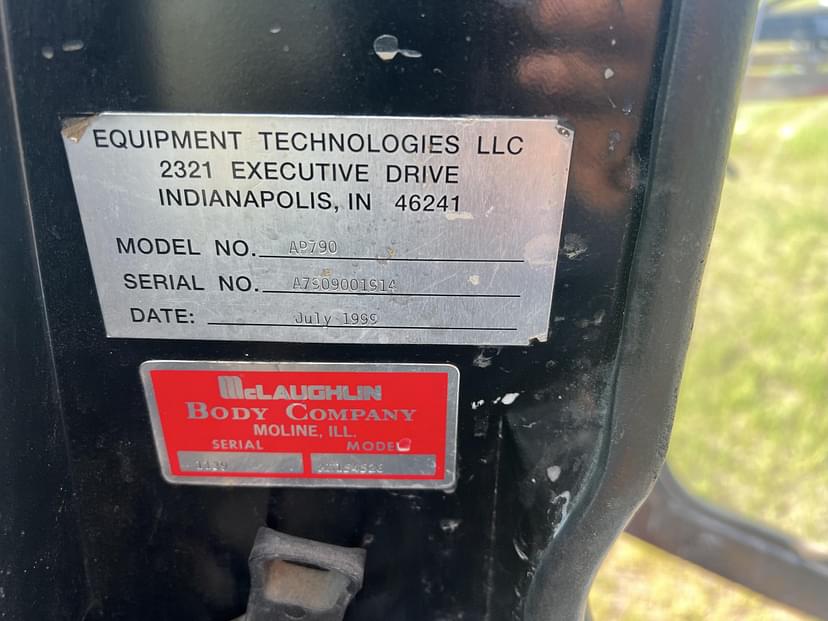 EQUIPMENT TECHNOLOGIES LLC
2321 EXECUTIVE DRIVE
INDIANAPOLIS, IN 46241
MODEL NO. AP790
SERIAL NO.
DATE: July 1999
McLAUGHLIN
BODY COMPANY
MOLINE, ILL.
SERIAL MODEL
1139